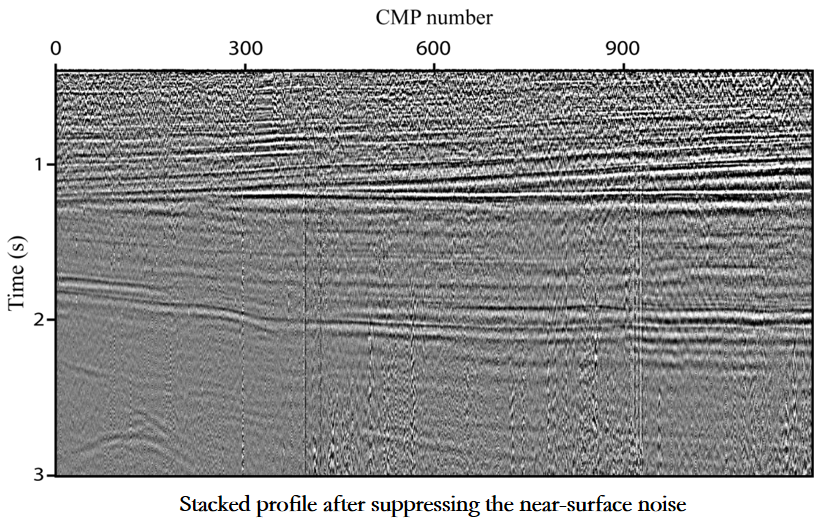 CMP number
0 300 600 900
1
Time (s)
2
3
Stacked profile after suppressing the near-surface noise